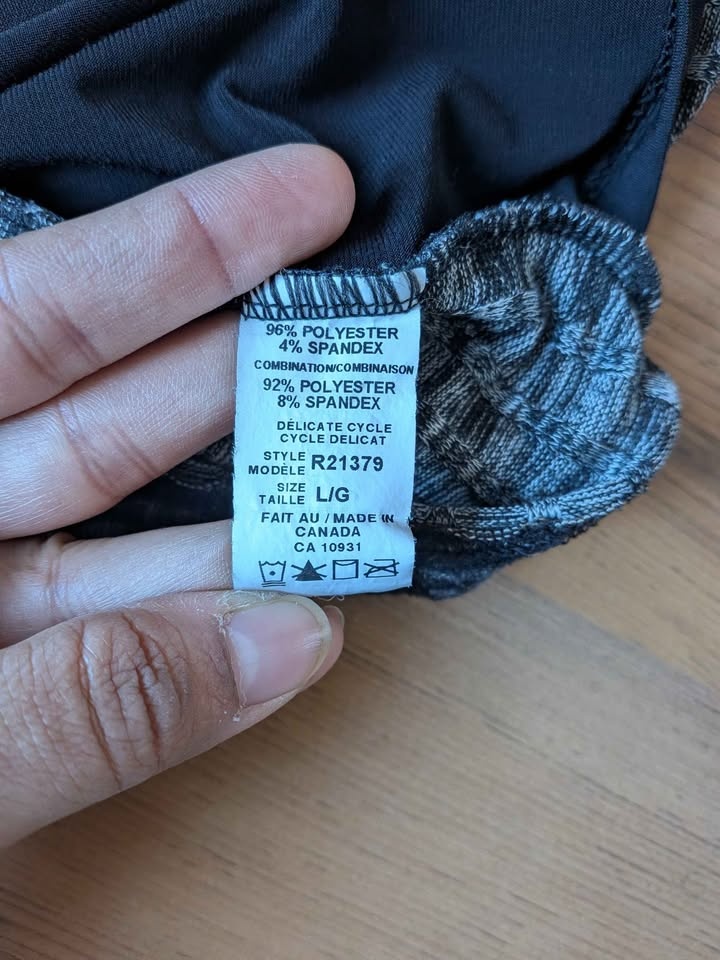 96% POLYESTER
4% SPANDEX
COMBINATION/COMBINAISON
92% POLYESTER
8% SPANDEX
DÉLICATE CYCLE
CYCLE DELICAT
STYLE
MODÈLE R21379
SIZE
TAILLE L/G
FAIT AU / MADE IN
CANADA
CA 10931